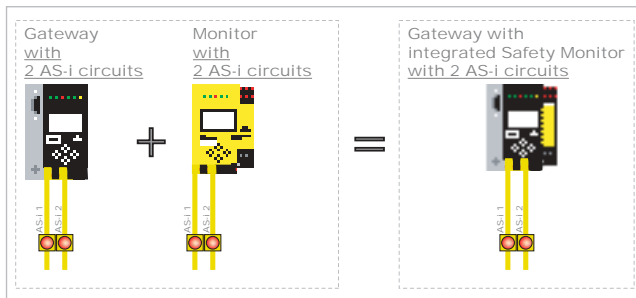 Gateway
with
2 AS-i circuits
Monitor
with
2 AS-i circuits
Gateway with
integrated Safety Monitor
with 2 AS-i circuits
AS-i 1
AS-i 2
AS-i 1
AS-i 2
AS-i 1
AS-i 2